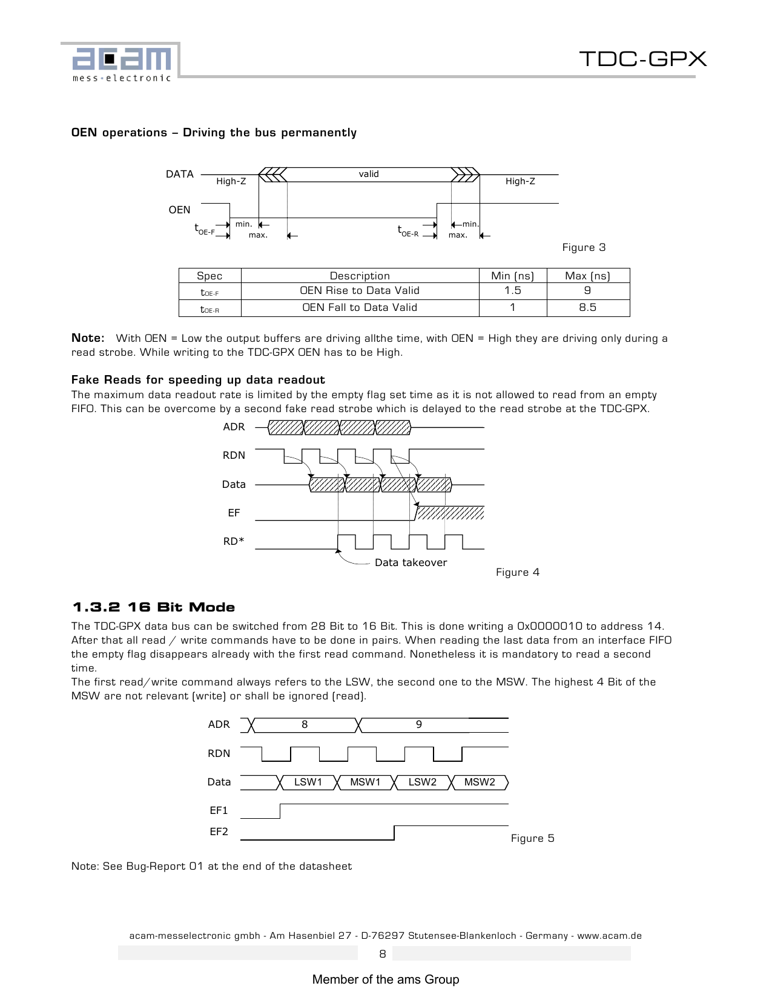 acam
mess-electronic
TDC-GPX
OEN operations – Driving the bus permanently
DATA
High-Z
valid
High-Z
OEN
tOE-F
min.
max.
tOE-R
min.
max.
Figure 3
Spec Description Min (ns) Max (ns)
tOE-F OEN Rise to Data Valid 1.5 9
tOE-R OEN Fall to Data Valid 1 8.5
Note: With OEN = Low the output buffers are driving allthe time, with OEN = High they are driving only during a
read strobe. While writing to the TDC-GPX OEN has to be High.
Fake Reads for speeding up data readout
The maximum data readout rate is limited by the empty flag set time as it is not allowed to read from an empty
FIFO. This can be overcome by a second fake read strobe which is delayed to the read strobe at the TDC-GPX.
ADR
RDN
Data
EF
RD*
Data takeover
Figure 4
1.3.2 16 Bit Mode
The TDC-GPX data bus can be switched from 28 Bit to 16 Bit. This is done writing a 0x0000010 to address 14.
After that all read / write commands have to be done in pairs. When reading the last data from an interface FIFO
the empty flag disappears already with the first read command. Nonetheless it is mandatory to read a second
time.
The first read/write command always refers to the LSW, the second one to the MSW. The highest 4 Bit of the
MSW are not relevant (write) or shall be ignored (read).
ADR 8 9
RDN
Data LSW1 MSW1 LSW2 MSW2
EF1
EF2
Figure 5
Note: See Bug-Report 01 at the end of the datasheet
acam-messelectronic gmbh - Am Hasenbiel 27 - D-76297 Stutensee-Blankenloch - Germany - www.acam.de
8
Member of the ams Group